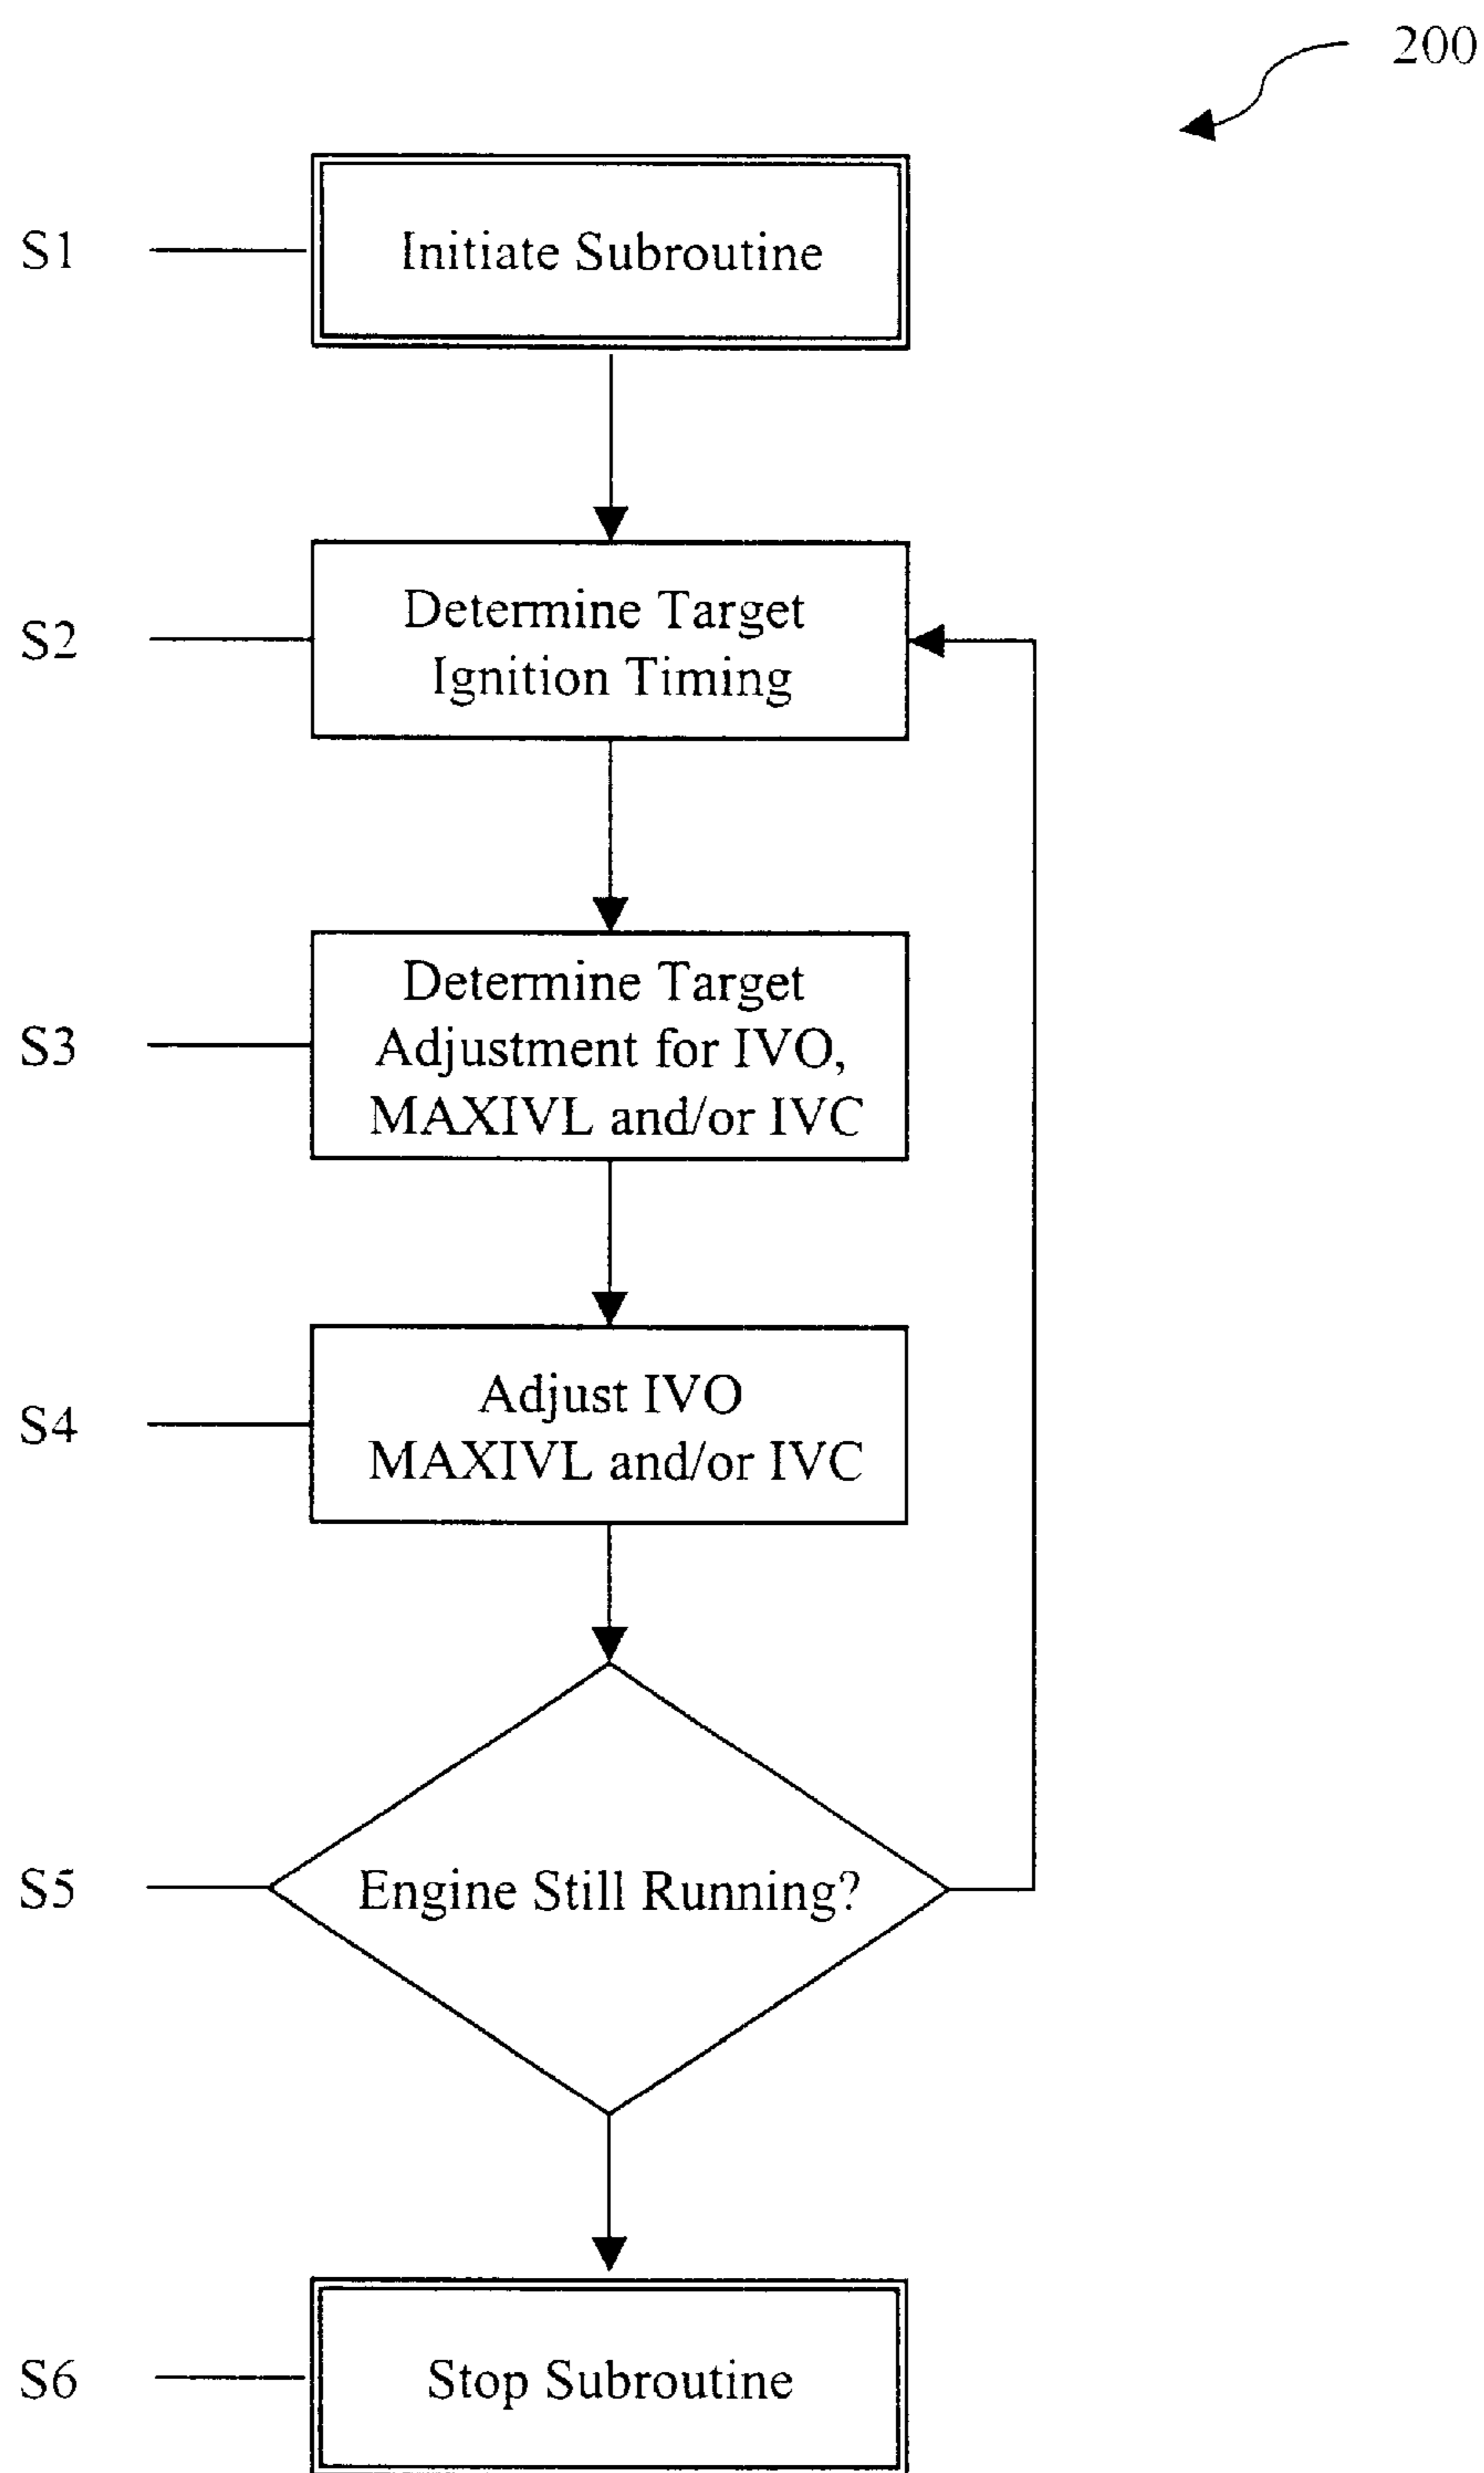 200
S1
Initiate Subroutine
S2
Determine Target
Ignition Timing
S3
Determine Target
Adjustment for IVO,
MAXIVL and/or IVC
S4
Adjust IVO
MAXIVL and/or IVC
S5
Engine Still Running?
S6
Stop Subroutine